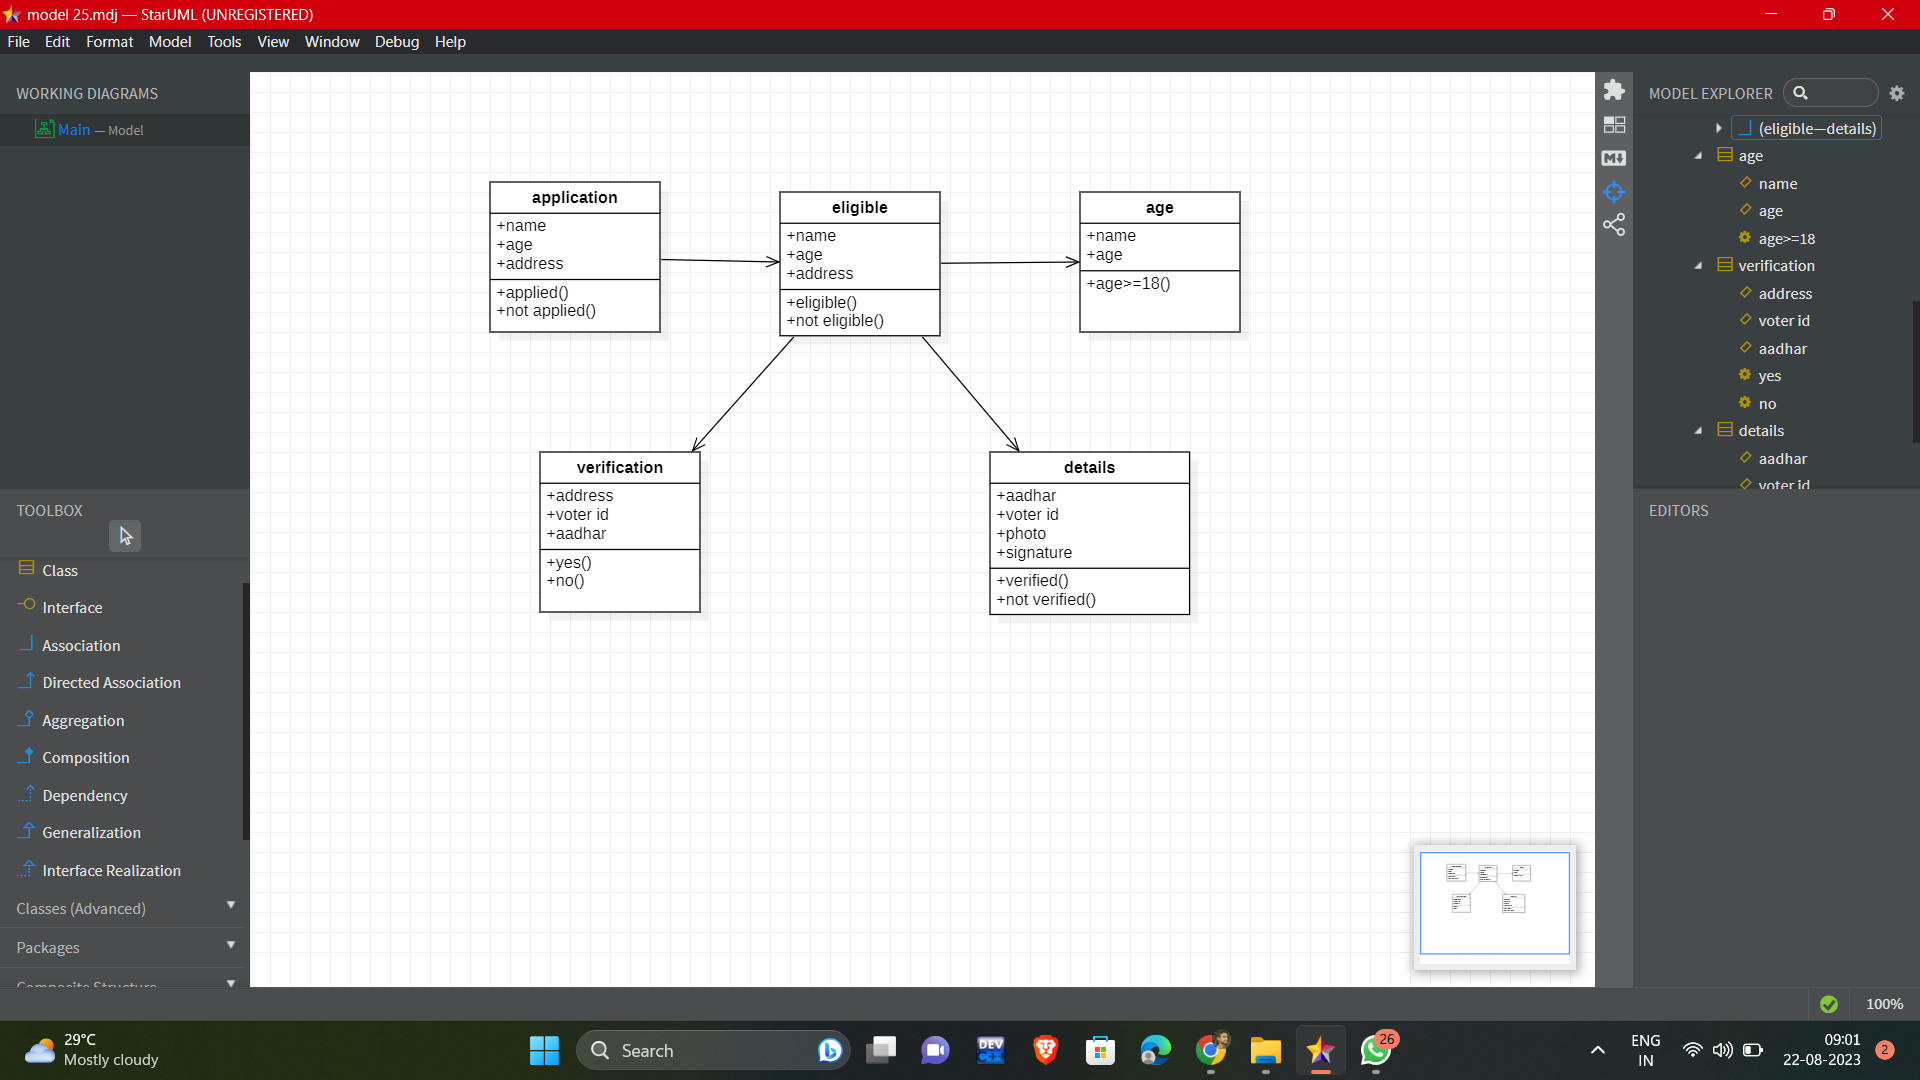 model 25.mdj — StarUML (UNREGISTERED)
File Edit Format Model Tools View Window Debug Help
WORKING DIAGRAMS
Main — Model
TOOLBOX
Class
Interface
Association
Directed Association
Aggregation
Composition
Dependency
Generalization
Interface Realization
Classes (Advanced)
Packages
Composite Structure
application
+name
+age
+address
+applied()
+not applied()
eligible
+name
+age
+address
+eligible()
+not eligible()
age
+name
+age
+age>=18()
verification
+address
+voter id
+aadhar
+yes()
+no()
details
+aadhar
+voter id
+photo
+signature
+verified()
+not verified()
MODEL EXPLORER
(eligible—details)
age
name
age
age>=18
verification
address
voter id
aadhar
yes
no
details
aadhar
voter id
EDITORS
100%
29°C
Mostly cloudy
Search
DEV
C++
26
ENG
IN
09:01
22-08-2023
2